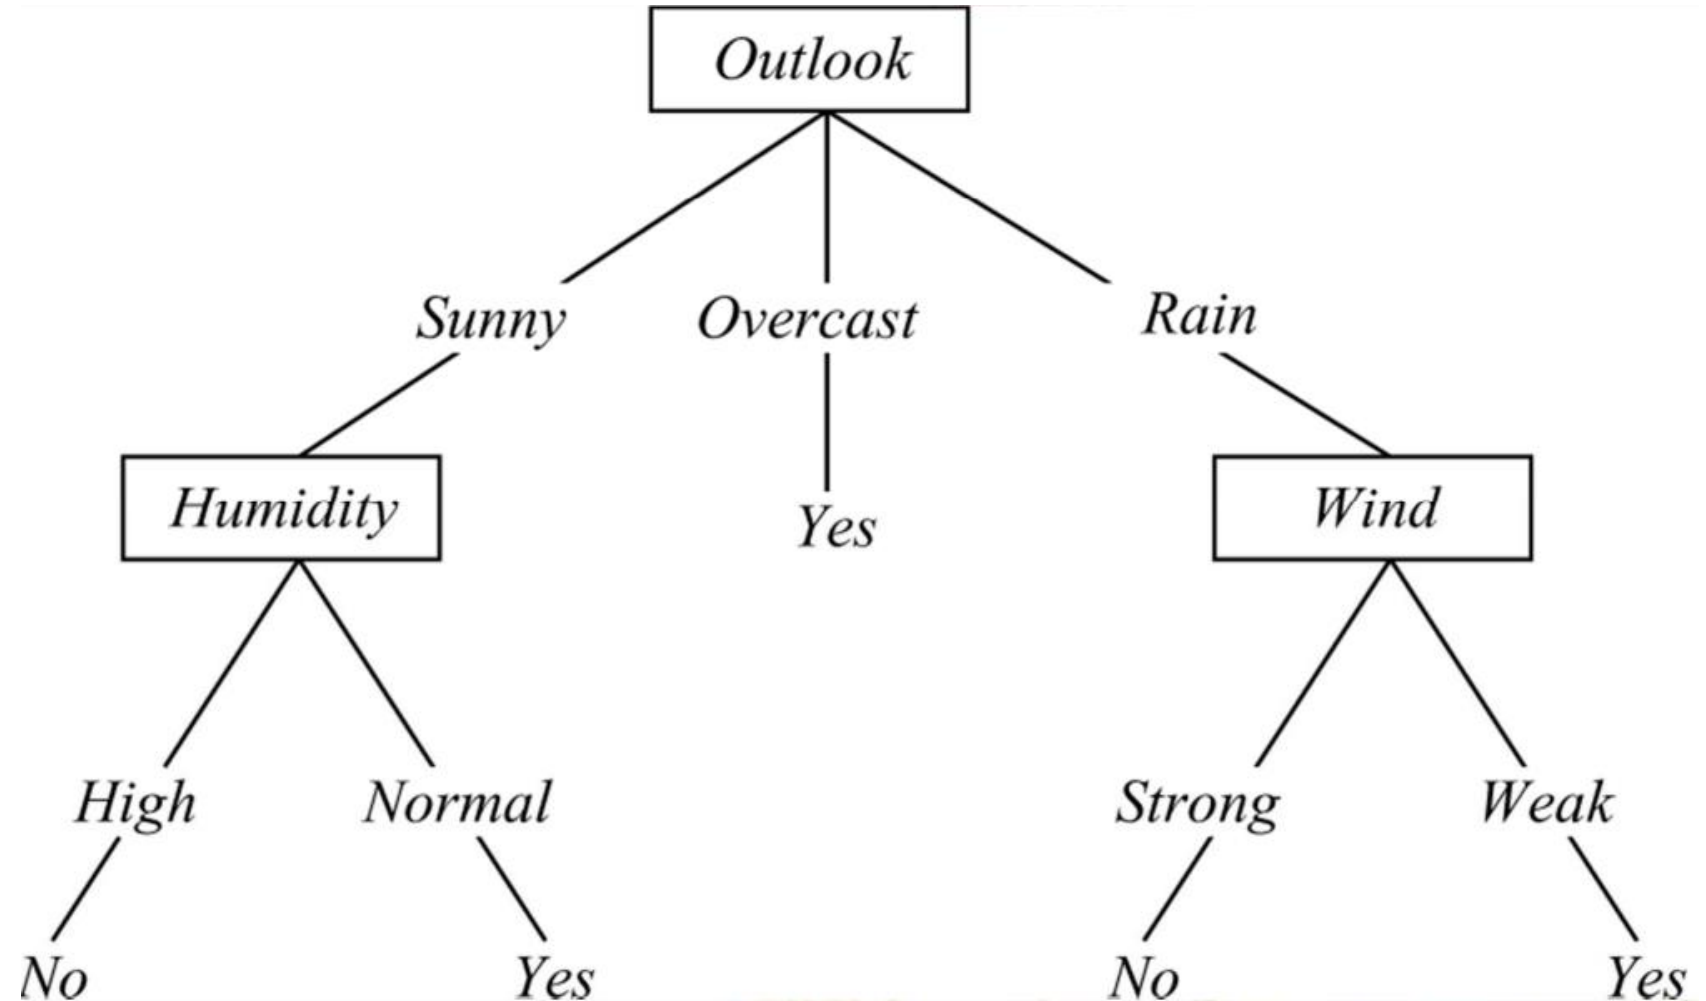 Outlook
Sunny Overcast Rain
Humidity Yes Wind
High Normal Strong Weak
No Yes No Yes